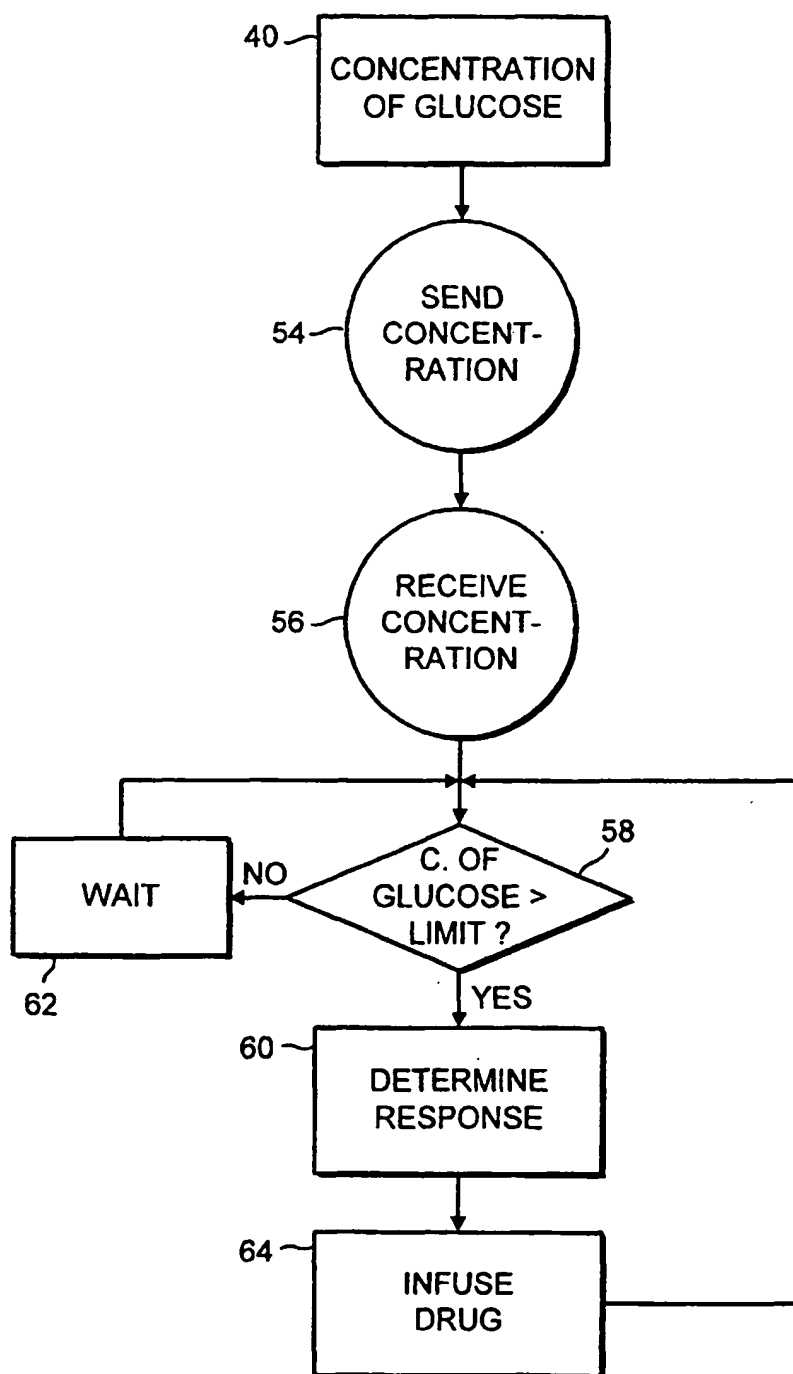 40
CONCENTRATION
OF GLUCOSE
54
SEND
CONCENT-
RATION
56
RECEIVE
CONCENT-
RATION
58
C. OF
GLUCOSE >
LIMIT ?
NO
WAIT
62
YES
60
DETERMINE
RESPONSE
64
INFUSE
DRUG